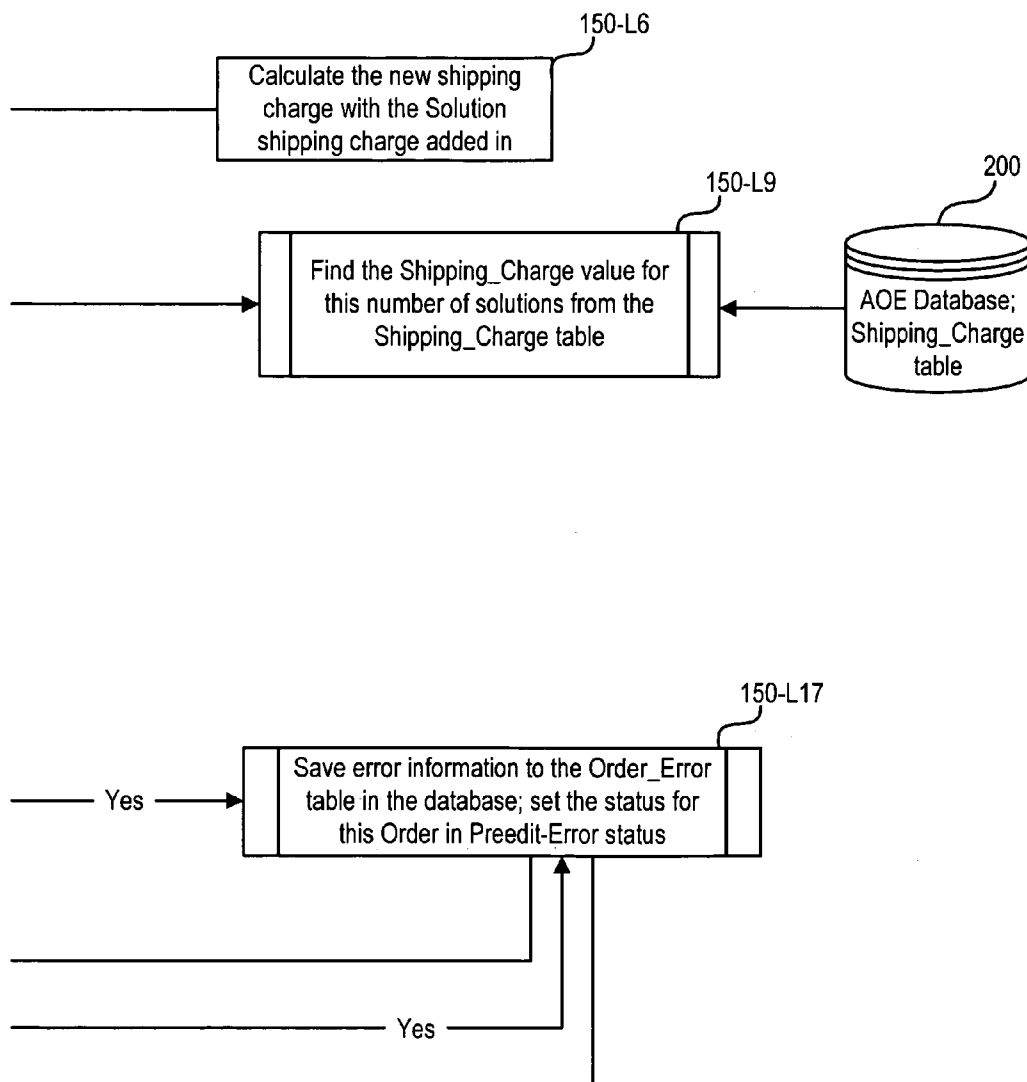 150-L6
Calculate the new shipping
charge with the Solution
shipping charge added in
150-L9
200
Find the Shipping_Charge value for
this number of solutions from the
Shipping_Charge table
AOE Database;
Shipping_Charge
table
150-L17
Save error information to the Order_Error
table in the database; set the status for
this Order in Preedit-Error status
Yes
Yes